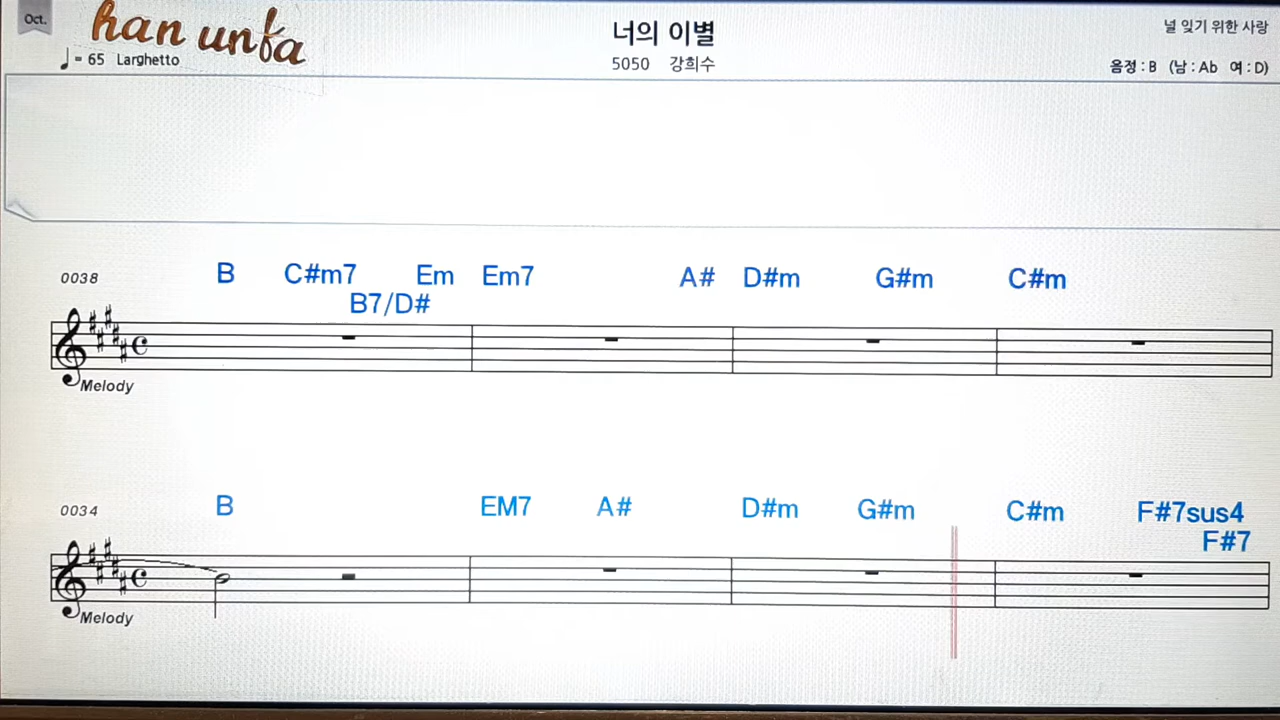 Oct.
han unfa
♩= 65 Larghetto
너의 이별
5050 강희수
널 잊기 위한 사랑
음정 : B (남 : Ab 여 : D)
0038
B C#m7 Em Em7 A# D#m G#m C#m
B7/D#
Melody
0034
B EM7 A# D#m G#m C#m F#7sus4
F#7
Melody